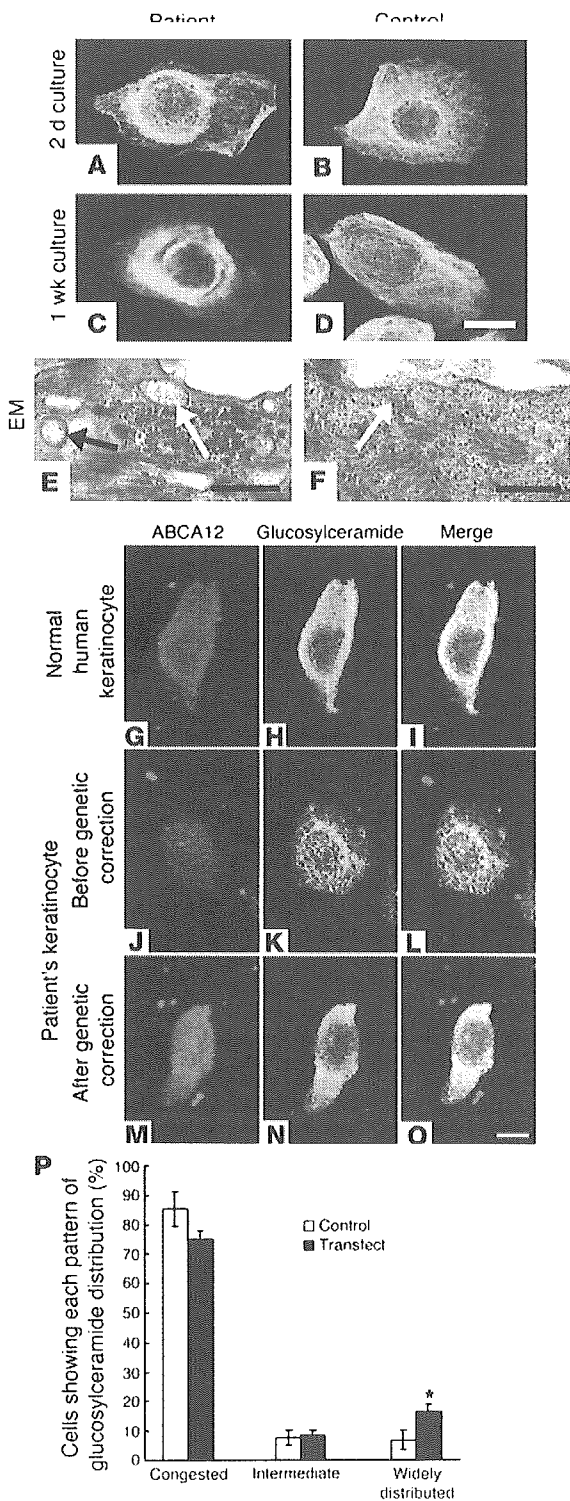 Patient Control
2 d culture
A B
1 wk culture
C D
EM
E F
ABCA12 Glucosylceramide Merge
Normal
human
keratinocyte
G H I
Patient's keratinocyte
Before genetic
correction
J K L
After genetic
correction
M N O
P
Cells showing each pattern of
glucosylceramide distribution (%)
100
90
80
70
60
50
40
30
20
10
0
Control
Transfect
*
Congested Intermediate Widely
distributed